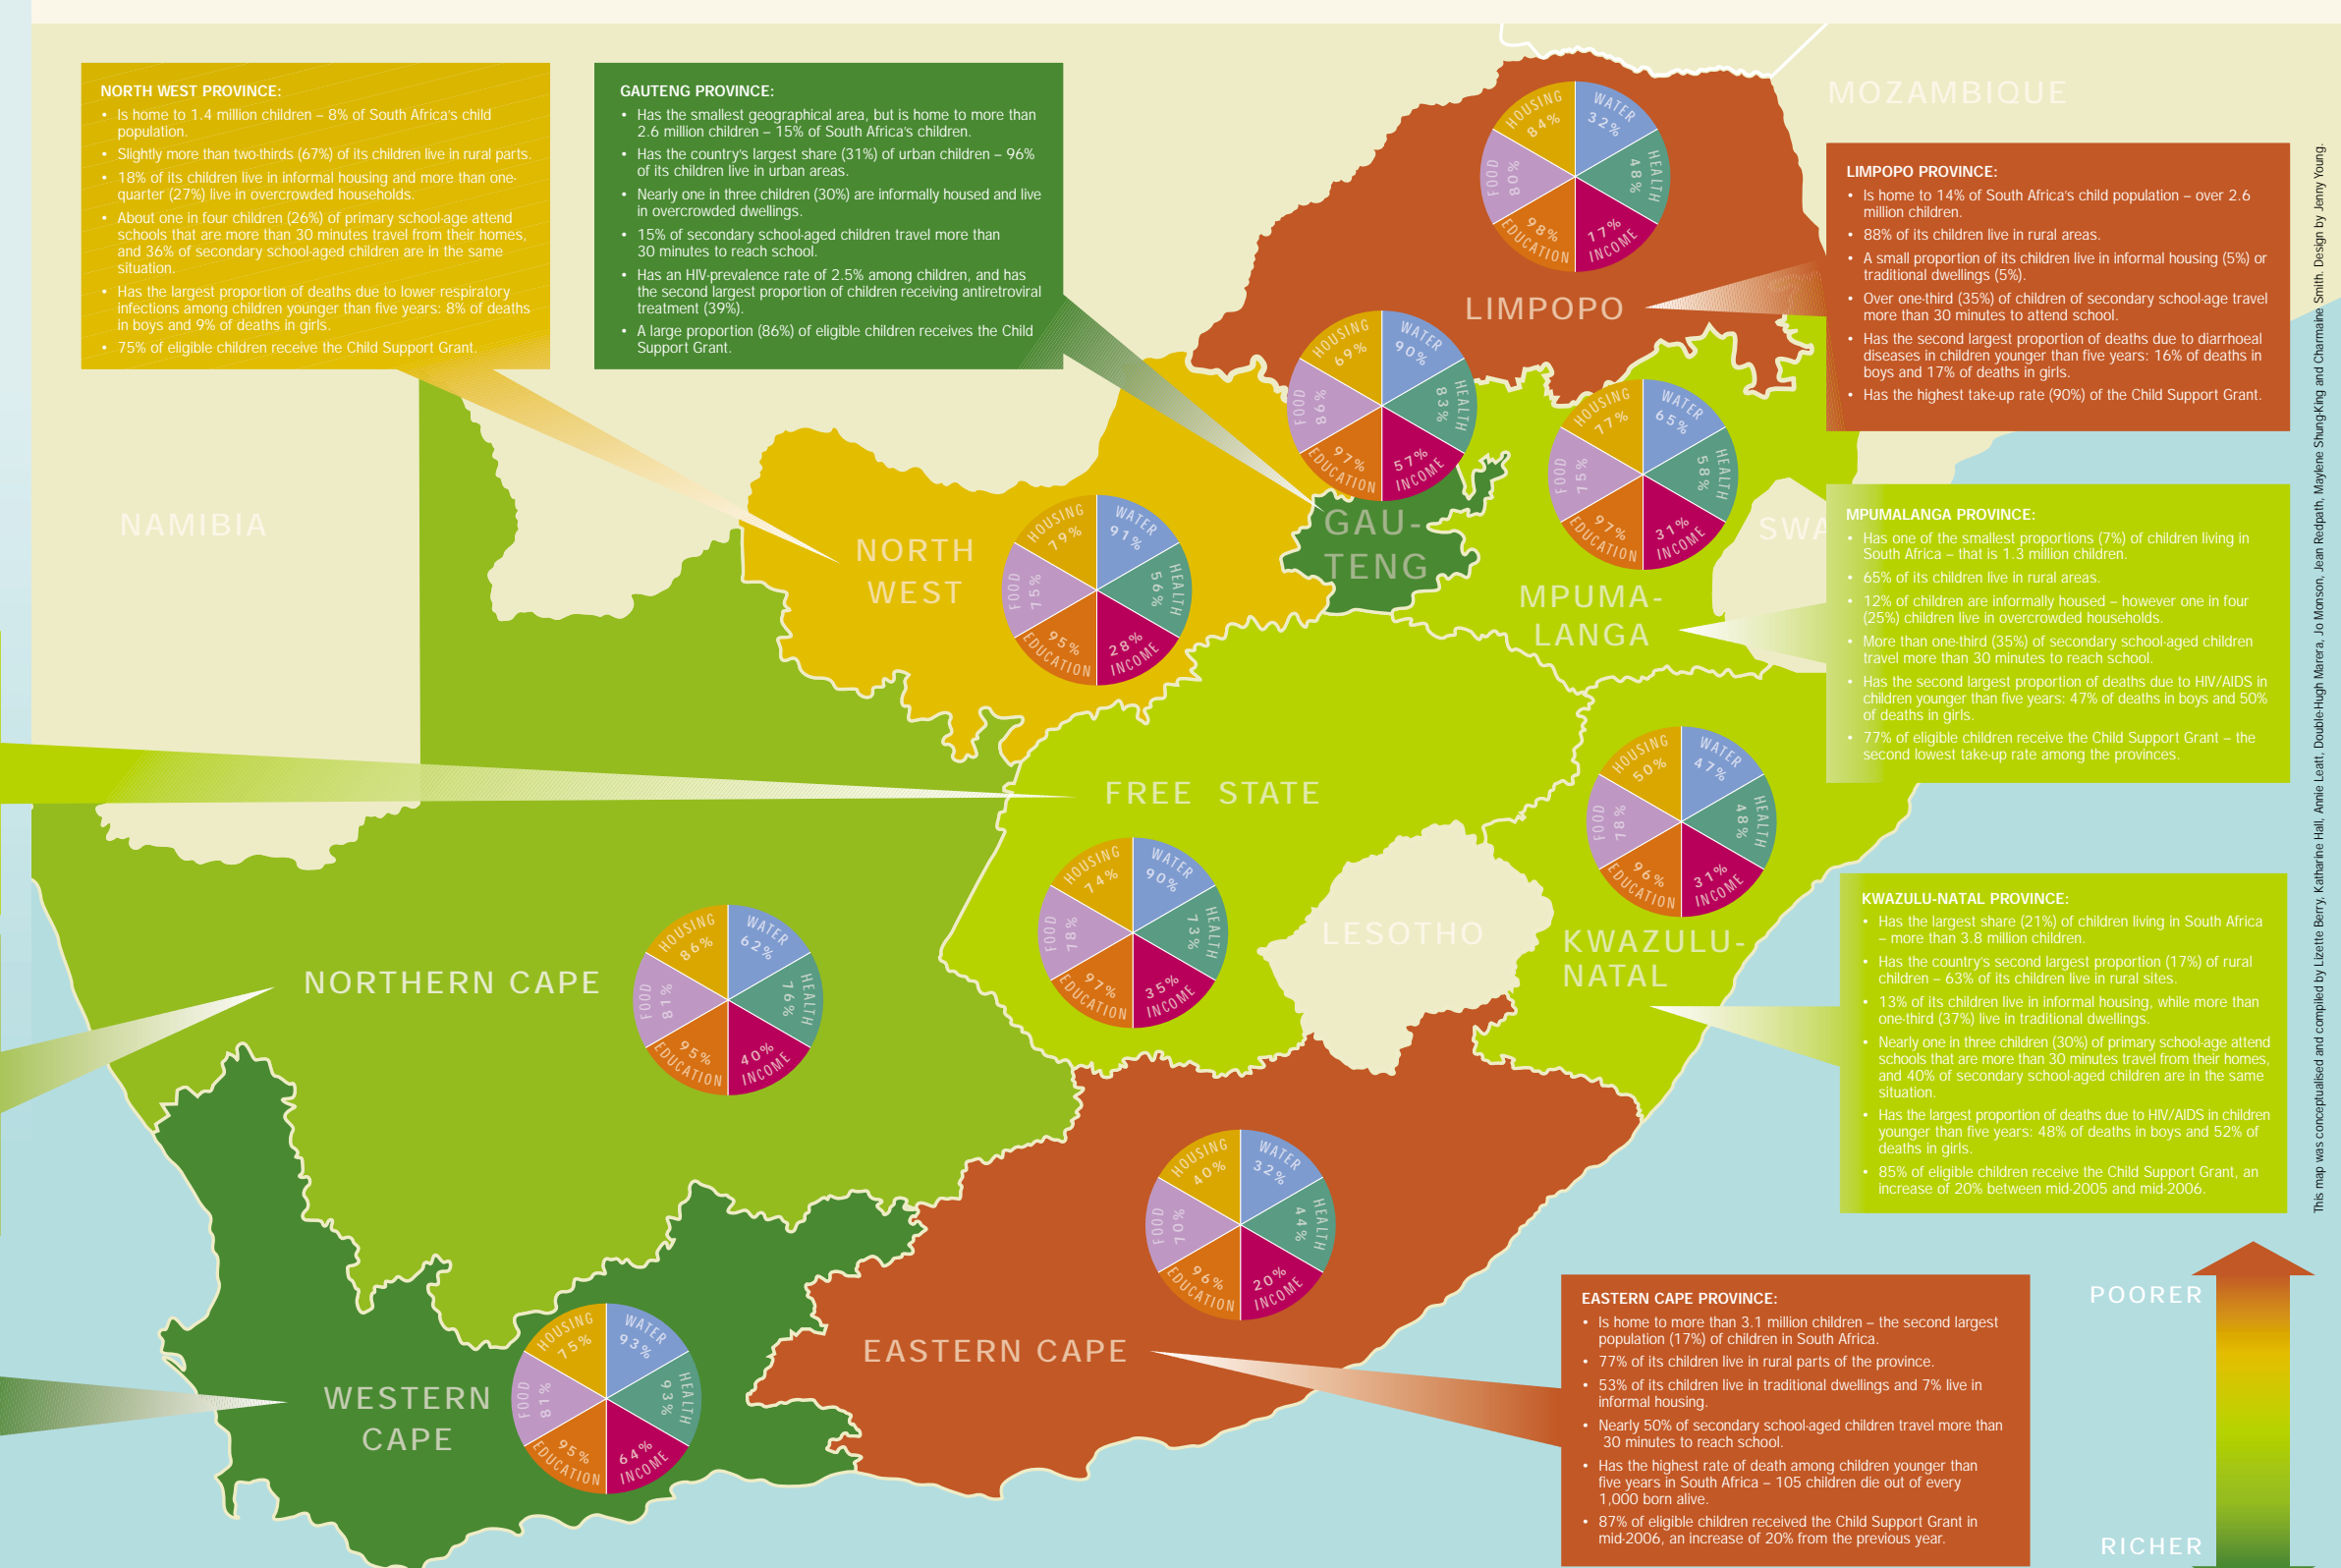 NORTH WEST PROVINCE:
• Is home to 1.4 million children – 8% of South Africa's child
population.
• Slightly more than two-thirds (67%) of its children live in rural parts.
• 18% of its children live in informal housing and more than one-
quarter (27%) live in overcrowded households.
• About one in four children (26%) of primary school-age attend
schools that are more than 30 minutes travel from their homes,
and 36% of secondary school-aged children are in the same
situation.
• Has the largest proportion of deaths due to lower respiratory
infections among children younger than five years: 8% of deaths
in boys and 9% of deaths in girls.
• 75% of eligible children receive the Child Support Grant.
GAUTENG PROVINCE:
• Has the smallest geographical area, but is home to more than
2.6 million children – 15% of South Africa's children.
• Has the country's largest share (31%) of urban children – 96%
of its children live in urban areas.
• Nearly one in three children (30%) are informally housed and live
in overcrowded dwellings.
• 15% of secondary school-aged children travel more than
30 minutes to reach school.
• Has an HIV-prevalence rate of 2.5% among children, and has
the second largest proportion of children receiving antiretroviral
treatment (39%).
• A large proportion (86%) of eligible children receives the Child
Support Grant.
MOZAMBIQUE
LIMPOPO PROVINCE:
• Is home to 14% of South Africa's child population – over 2.6
million children.
• 88% of its children live in rural areas.
• A small proportion of its children live in informal housing (5%) or
traditional dwellings (5%).
• Over one-third (35%) of children of secondary school-age travel
more than 30 minutes to attend school.
• Has the second largest proportion of deaths due to diarrhoeal
diseases in children younger than five years: 16% of deaths in
boys and 17% of deaths in girls.
• Has the highest take-up rate (90%) of the Child Support Grant.
HOUSING
84%
WATER
32%
HEALTH
48%
INCOME
17%
EDUCATION
98%
FOOD
80%
LIMPOPO
HOUSING
69%
WATER
90%
HEALTH
83%
INCOME
57%
EDUCATION
97%
FOOD
86%
GAU-
TENG
HOUSING
77%
WATER
65%
HEALTH
58%
INCOME
31%
EDUCATION
97%
FOOD
75%
MPUMA-
LANGA
SWA
MPUMALANGA PROVINCE:
• Has one of the smallest proportions (7%) of children living in
South Africa – that is 1.3 million children.
• 65% of its children live in rural areas.
• 12% of children are informally housed – however one in four
(25%) children live in overcrowded households.
• More than one-third (35%) of secondary school-aged children
travel more than 30 minutes to reach school.
• Has the second largest proportion of deaths due to HIV/AIDS in
children younger than five years: 47% of deaths in boys and 50%
of deaths in girls.
• 77% of eligible children receive the Child Support Grant – the
second lowest take-up rate among the provinces.
NAMIBIA
NORTH
WEST
HOUSING
79%
WATER
91%
HEALTH
56%
INCOME
28%
EDUCATION
95%
FOOD
75%
FREE STATE
HOUSING
74%
WATER
90%
HEALTH
73%
INCOME
35%
EDUCATION
97%
FOOD
78%
LESOTHO
HOUSING
50%
WATER
47%
HEALTH
48%
INCOME
31%
EDUCATION
96%
FOOD
78%
KWAZULU-
NATAL
KWAZULU-NATAL PROVINCE:
• Has the largest share (21%) of children living in South Africa
– more than 3.8 million children.
• Has the country's second largest proportion (17%) of rural
children – 63% of its children live in rural sites.
• 13% of its children live in informal housing, while more than
one-third (37%) live in traditional dwellings.
• Nearly one in three children (30%) of primary school-age attend
schools that are more than 30 minutes travel from their homes,
and 40% of secondary school-aged children are in the same
situation.
• Has the largest proportion of deaths due to HIV/AIDS in children
younger than five years: 48% of deaths in boys and 52% of
deaths in girls.
• 85% of eligible children receive the Child Support Grant, an
increase of 20% between mid-2005 and mid-2006.
NORTHERN CAPE
HOUSING
86%
WATER
62%
HEALTH
76%
INCOME
40%
EDUCATION
95%
FOOD
81%
HOUSING
40%
WATER
32%
HEALTH
44%
INCOME
20%
EDUCATION
96%
FOOD
70%
EASTERN CAPE
WESTERN
CAPE
HOUSING
75%
WATER
93%
HEALTH
93%
INCOME
64%
EDUCATION
95%
FOOD
81%
EASTERN CAPE PROVINCE:
• Is home to more than 3.1 million children – the second largest
population (17%) of children in South Africa.
• 77% of its children live in rural parts of the province.
• 53% of its children live in traditional dwellings and 7% live in
informal housing.
• Nearly 50% of secondary school-aged children travel more than
30 minutes to reach school.
• Has the highest rate of death among children younger than
five years in South Africa – 105 children die out of every
1,000 born alive.
• 87% of eligible children received the Child Support Grant in
mid-2006, an increase of 20% from the previous year.
POORER
RICHER
This map was conceptualised and compiled by Lizette Berry, Katharine Hall, Annie Leatt, Double-Hugh Marera, Jo Monson, Jean Redpath, Maylene Shung-King and Charmaine Smith. Design by Jenny Young.